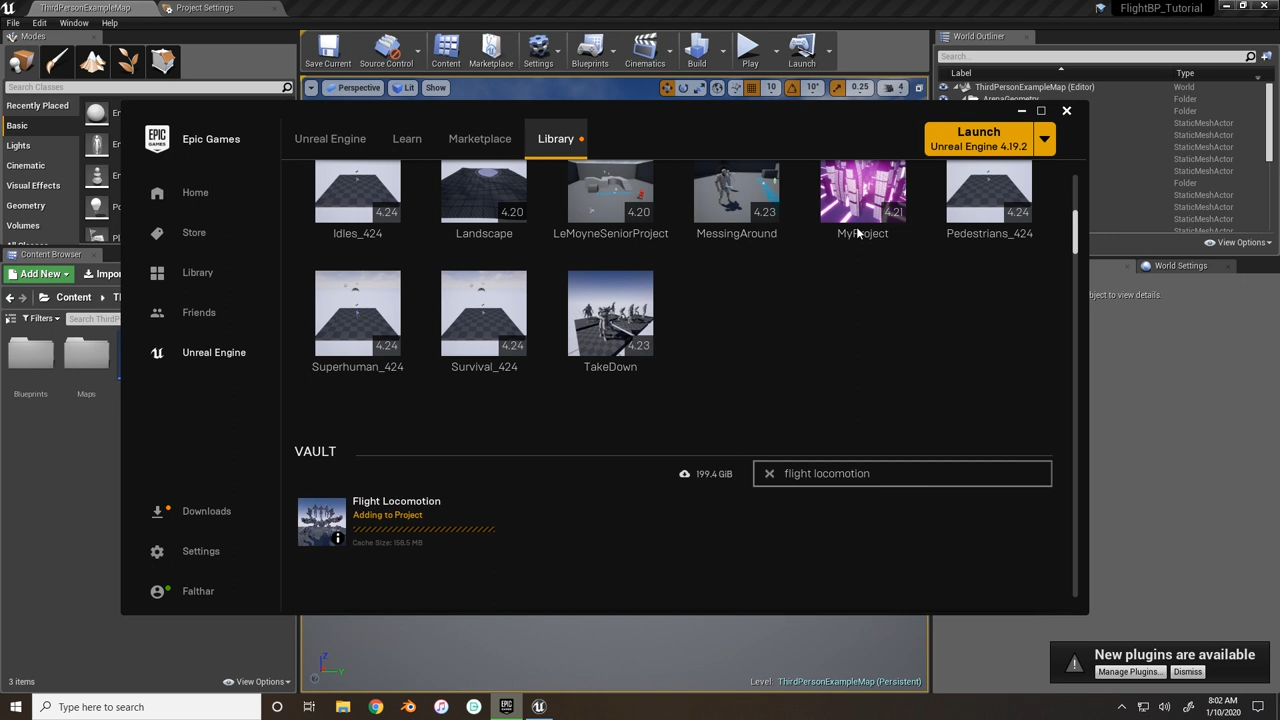 ThirdPersonExampleMap
Project Settings
FlightBP_Tutorial
File Edit Window Help
Modes
Search Classes
Recently Placed
Basic
Lights
Cinematic
Visual Effects
Geometry
Volumes
Save Current
Source Control
Content
Marketplace
Settings
Blueprints
Cinematics
Build
Play
Launch
Perspective
Lit
Show
10
10°
0.25
4
World Outliner
Search...
Label
Type
ThirdPersonExampleMap (Editor)
World
ArenaGeometry
Folder
Folder
StaticMeshActor
StaticMeshActor
StaticMeshActor
StaticMeshActor
Folder
StaticMeshActor
StaticMeshActor
StaticMeshActor
View Options
World Settings
Content Browser
Add New
Filters
Content
Blueprints
Maps
3 items
View Options
Epic Games
Home
Store
Library
Friends
Unreal Engine
Downloads
Settings
Falthar
Unreal Engine
Learn
Marketplace
Library
Launch
Unreal Engine 4.19.2
4.24
4.20
4.20
4.23
4.21
4.24
Idles_424
Landscape
LeMoyneSeniorProject
MessingAround
MyProject
Pedestrians_424
4.24
4.24
4.23
Superhuman_424
Survival_424
TakeDown
VAULT
199.4 GiB
flight locomotion
Flight Locomotion
Adding to Project
Cache Size: 158.5 MB
Level: ThirdPersonExampleMap (Persistent)
New plugins are available
Manage Plugins...
Dismiss
Type here to search
8:02 AM
1/10/2020